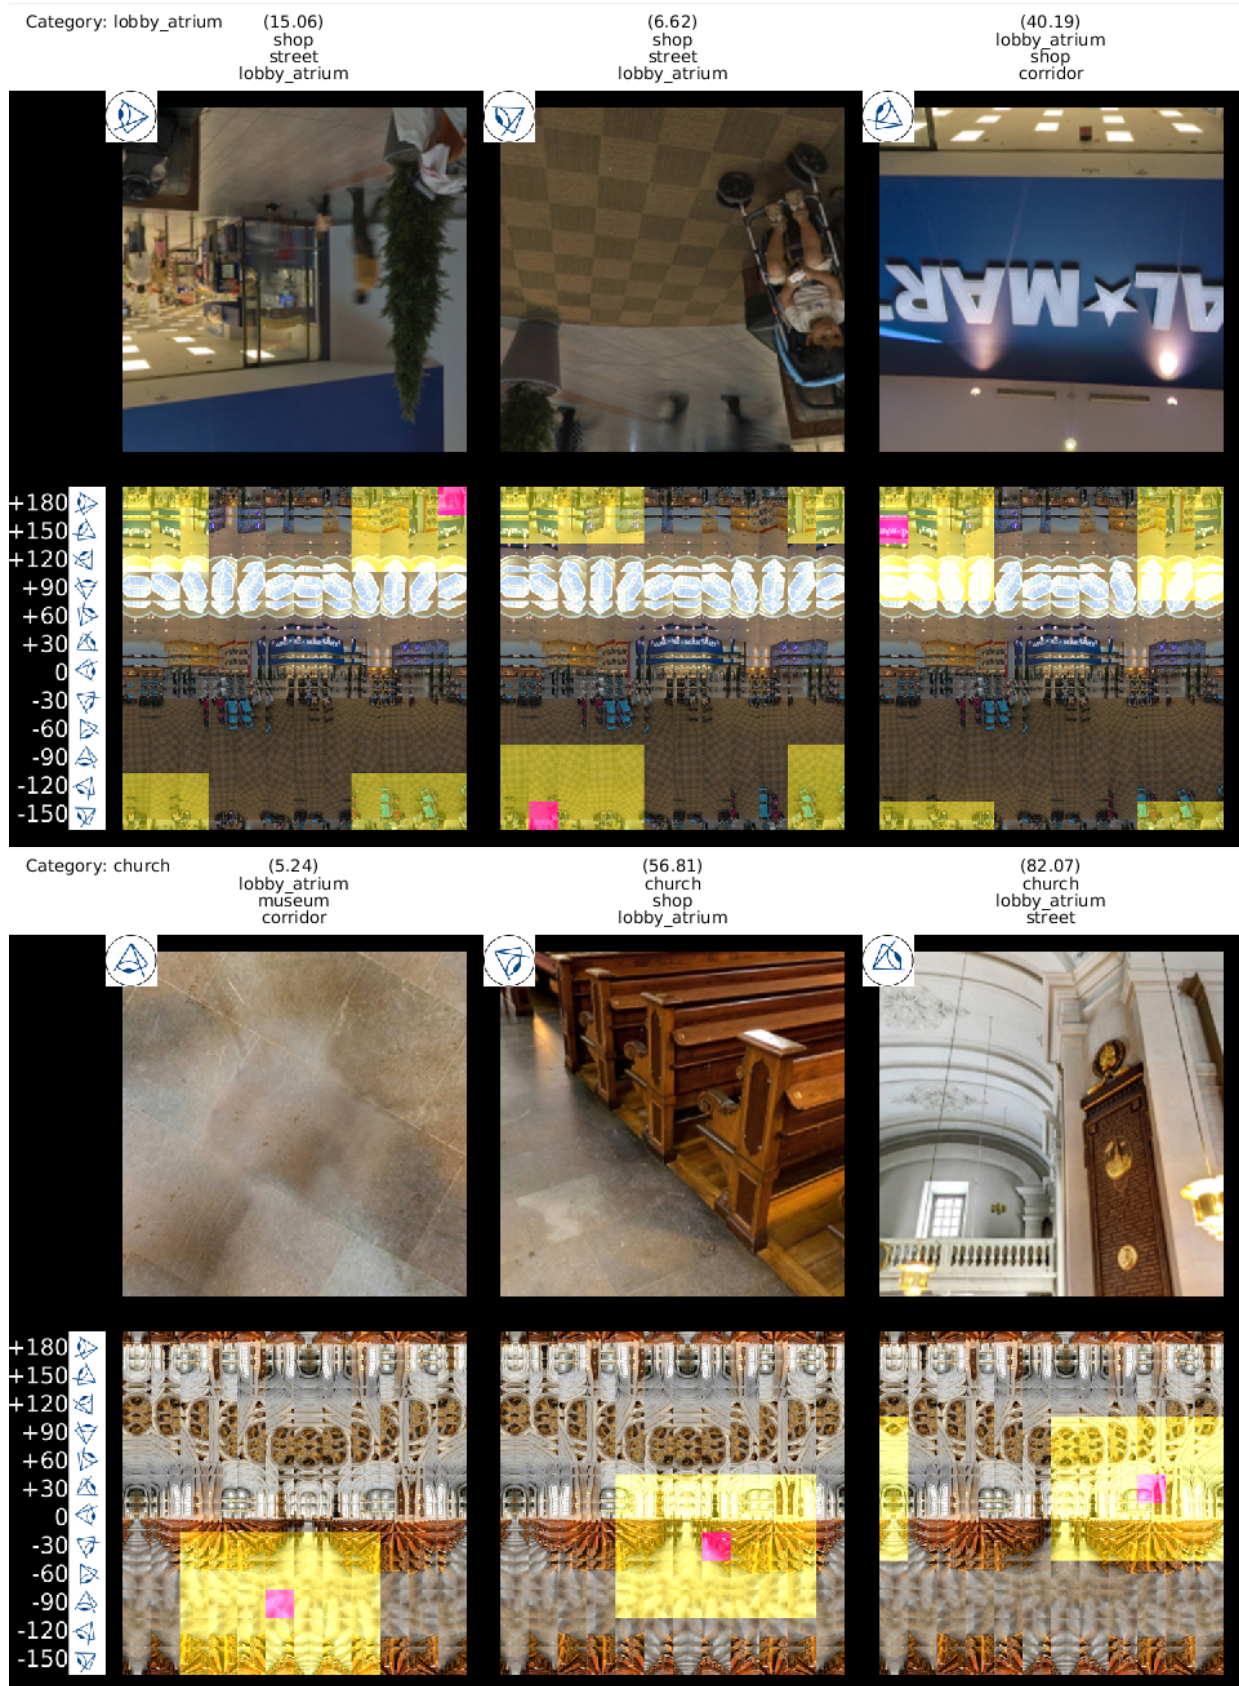 Category: lobby_atrium (15.06) (6.62) (40.19)
shop shop lobby_atrium
street street shop
lobby_atrium lobby_atrium corridor
AL★MAR
+180
+150
+120
+90
+60
+30
0
-30
-60
-90
-120
-150
Category: church (5.24) (56.81) (82.07)
lobby_atrium church church
museum shop lobby_atrium
corridor lobby_atrium street
+180
+150
+120
+90
+60
+30
0
-30
-60
-90
-120
-150